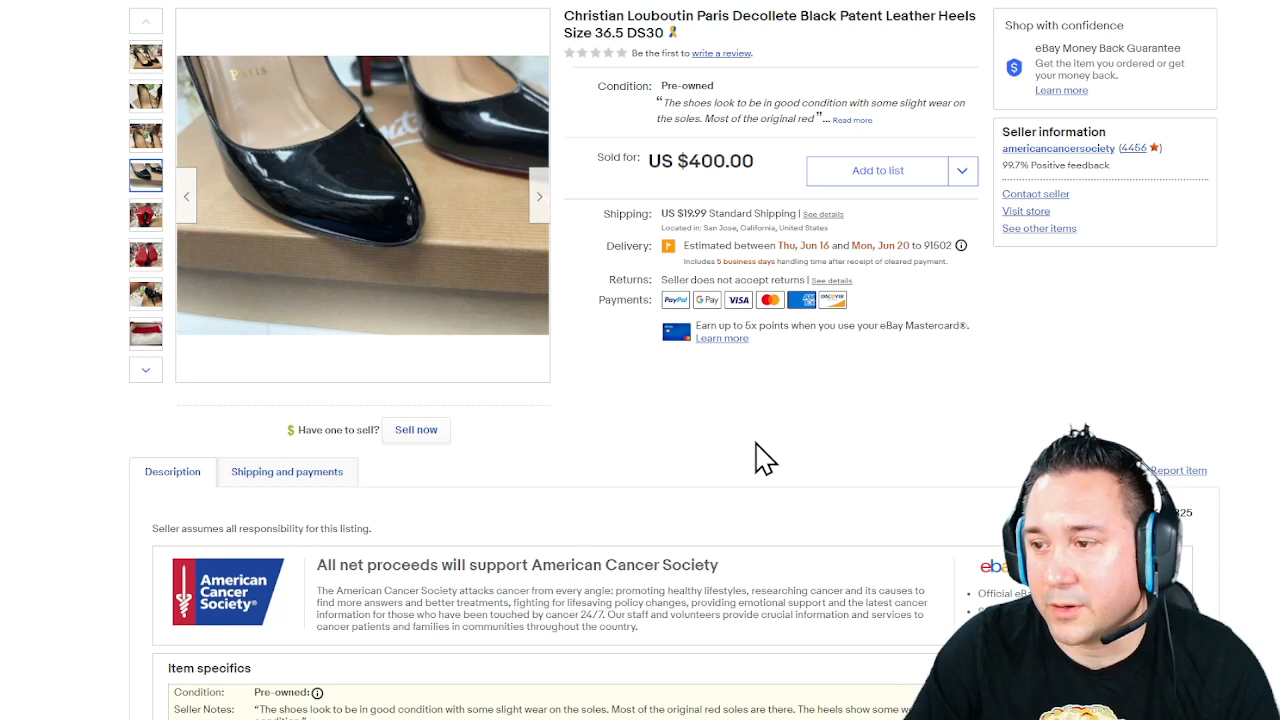 PARIS
Christian Louboutin Paris Decollete Black Patent Leather Heels
Size 36.5 DS30
Be the first to write a review.
Condition: Pre-owned
"The shoes look to be in good condition with some slight wear on
the soles. Most of the original red "... Read more
Sold for: US $400.00
Add to list
Shipping: US $19.99 Standard Shipping | See details
Located in: San Jose, California, United States
Delivery: Estimated between Thu, Jun 16 and Mon, Jun 20 to 91502
Includes 5 business days handling time after receipt of cleared payment.
Returns: Seller does not accept returns | See details
Payments: PayPal G Pay VISA DISCOVER
Earn up to 5x points when you use your eBay Mastercard®.
Learn more
Shop with confidence
eBay Money Back Guarantee
Get the item you ordered or get
your money back.
Learn more
Seller information
americancancersociety (4456 )
99.7% Positive feedback
Contact seller
Visit store
See other items
Have one to sell? Sell now
Description Shipping and payments
Report item
Seller assumes all responsibility for this listing.
American
Cancer
Society®
All net proceeds will support American Cancer Society
The American Cancer Society attacks cancer from every angle: promoting healthy lifestyles, researching cancer and its causes to
find more answers and better treatments, fighting for lifesaving policy changes, providing emotional support and the latest cancer
information for those who have been touched by cancer 24/7. Our staff and volunteers provide crucial information and services to
cancer patients and families in communities throughout the country.
Official
Item specifics
Condition: Pre-owned:
Seller Notes: "The shoes look to be in good condition with some slight wear on the soles. Most of the original red soles are there. The heels show some